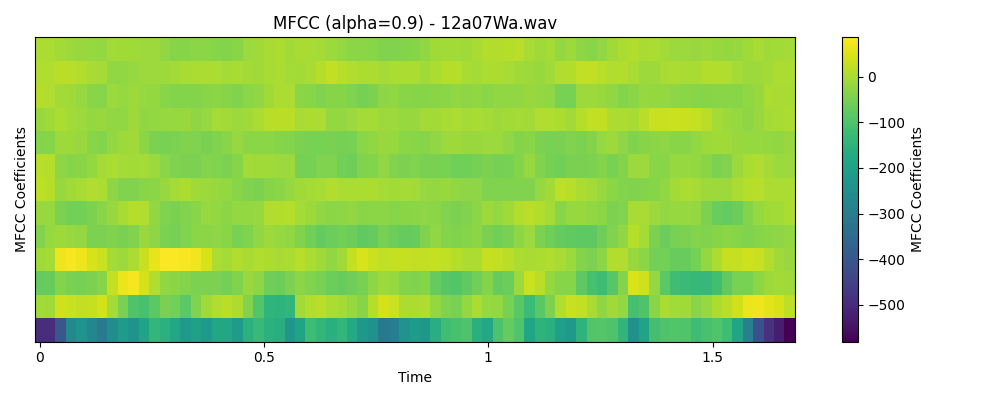 MFCC (alpha=0.9) - 12a07Wa.wav
MFCC Coefficients
0
0.5
1
1.5
Time
0
−100
−200
−300
−400
−500
MFCC Coefficients